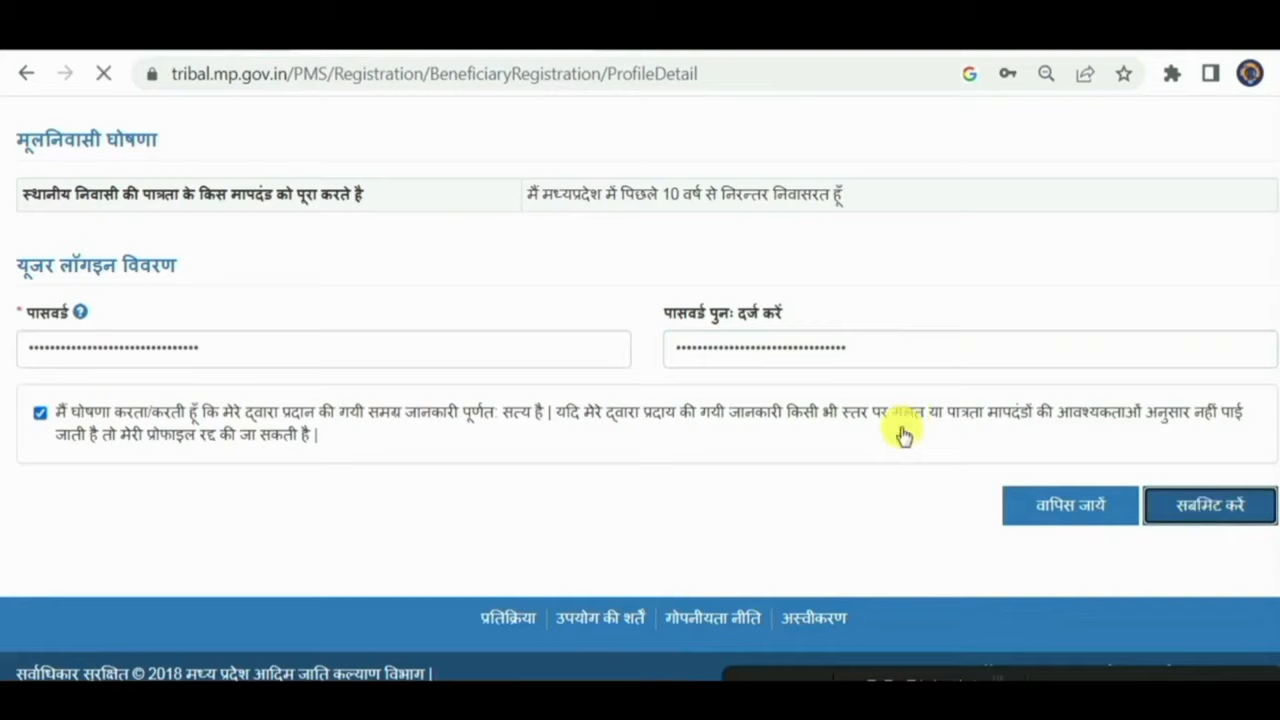 tribal.mp.gov.in/PMS/Registration/BeneficiaryRegistration/ProfileDetail
मूलनिवासी घोषणा
स्थानीय निवासी की पात्रता के किस मापदंड को पूरा करते है मैं मध्यप्रदेश में पिछले 10 वर्ष से निरन्तर निवासरत हूँ
यूजर लॉगइन विवरण
* पासवर्ड ? पासवर्ड पुनः दर्ज करें
मैं घोषणा करता/करती हूँ कि मेरे द्वारा प्रदान की गयी समग्र जानकारी पूर्णत: सत्य है | यदि मेरे द्वारा प्रदाय की गयी जानकारी किसी भी स्तर पर गलत या पात्रता मापदंडों की आवश्यकताओं अनुसार नहीं पाई
जाती है तो मेरी प्रोफाइल रद्द की जा सकती है |
वापिस जायें सबमिट करें
प्रतिक्रिया उपयोग की शर्तें गोपनीयता नीति अस्वीकरण
सर्वाधिकार सुरक्षित © 2018 मध्य प्रदेश आदिम जाति कल्याण विभाग |